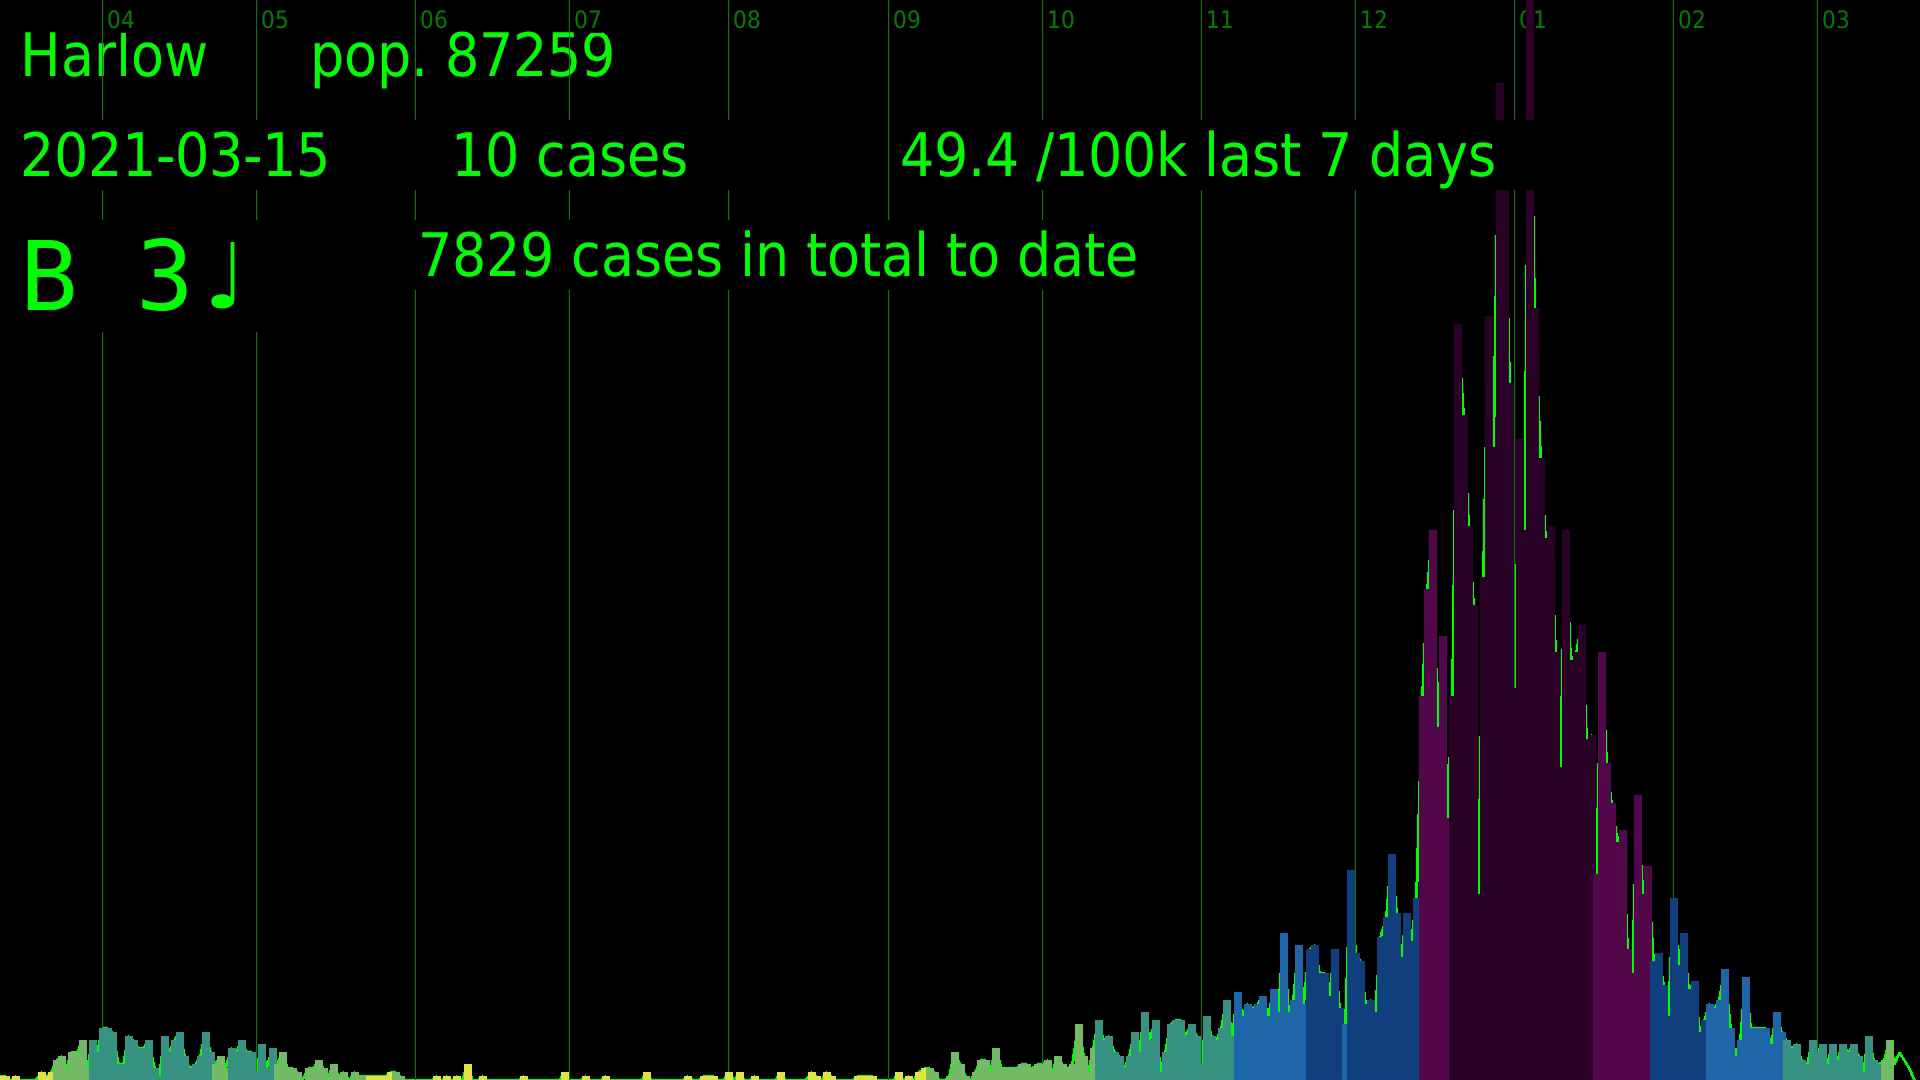 04 05 06 07 08 09 10 11 12 01 02 03
Harlow pop. 87259
2021-03-15 10 cases 49.4 /100k last 7 days
B 3♩ 7829 cases in total to date